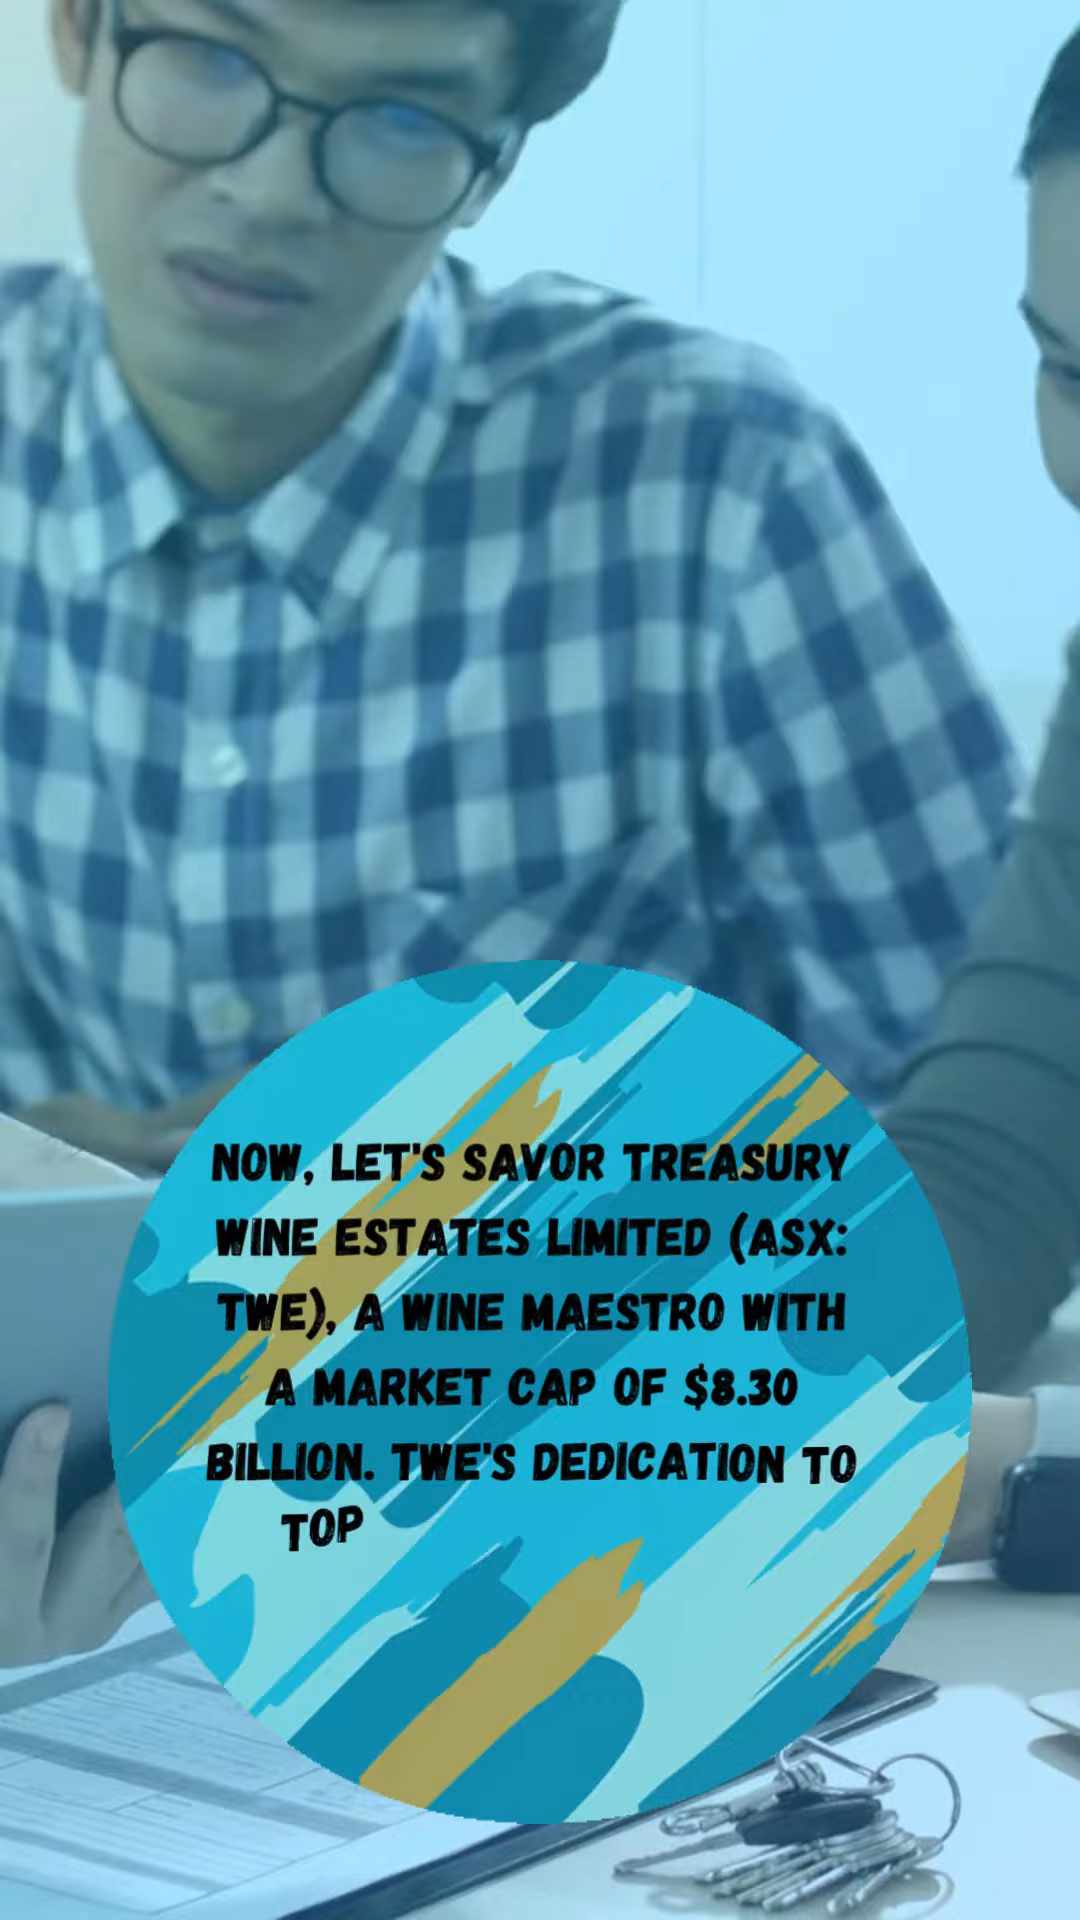 NOW, LET'S SAVOR TREASURY
WINE ESTATES LIMITED (ASX:
TWE), A WINE MAESTRO WITH
A MARKET CAP OF $8.30
BILLION. TWE'S DEDICATION TO
TOP